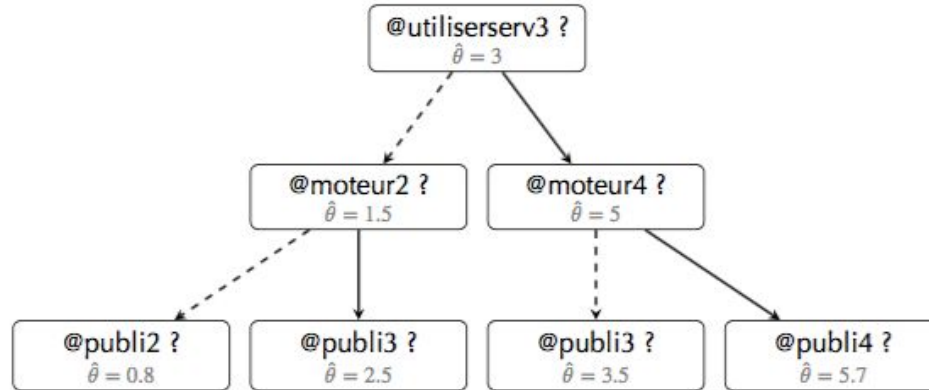 @utiliserserv3 ?
θ̂ = 3
@moteur2 ?
θ̂ = 1.5
@moteur4 ?
θ̂ = 5
@publi2 ?
θ̂ = 0.8
@publi3 ?
θ̂ = 2.5
@publi3 ?
θ̂ = 3.5
@publi4 ?
θ̂ = 5.7